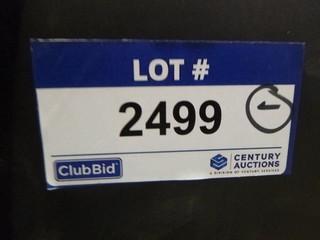 LOT #
2499
ClubBid
CENTURY
AUCTIONS
A DIVISION OF CENTURY SERVICES